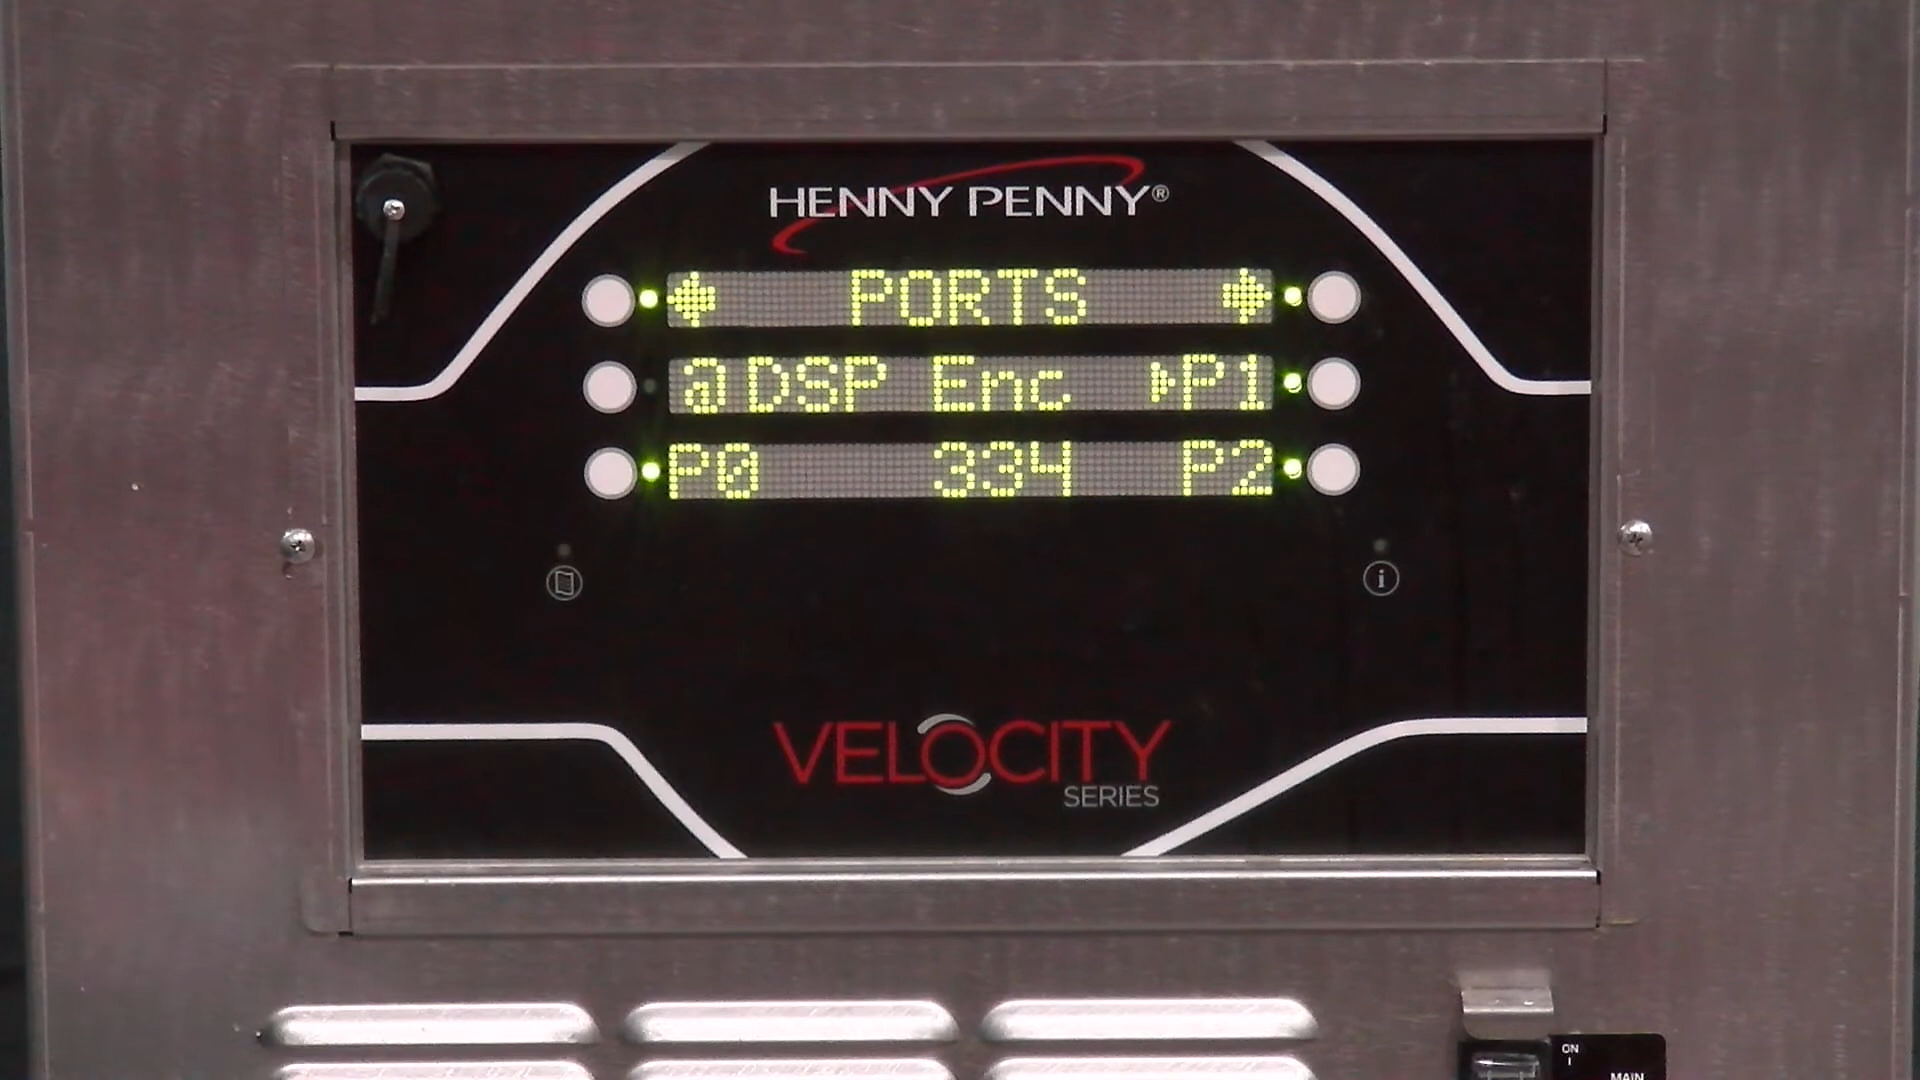 HENNY PENNY®
PORTS
@DSP Enc ▸P1
P0 334 P2
i
VELOCITY
SERIES
ON
I
MAIN